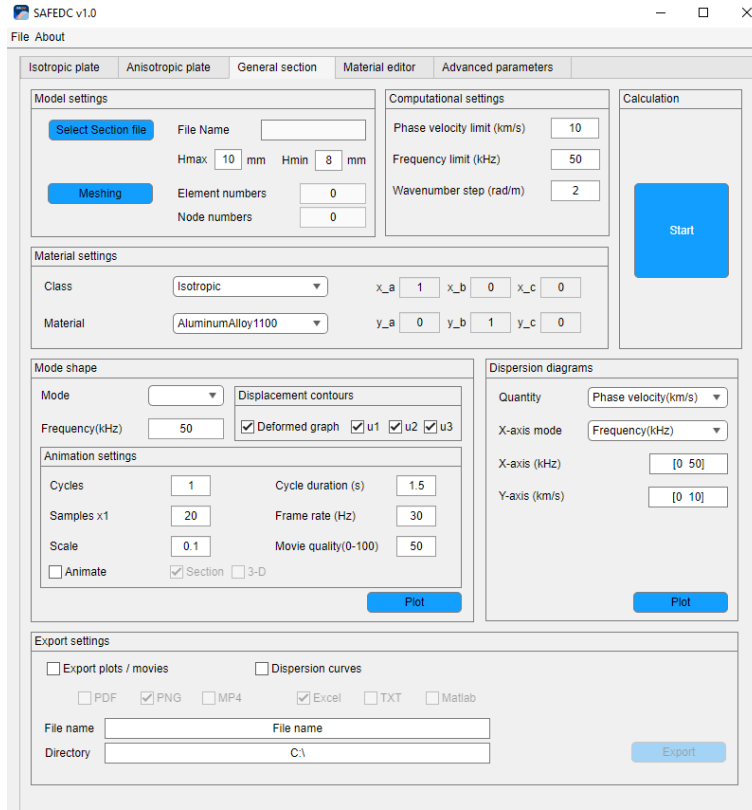 SAFEDC v1.0
File About
Isotropic plate Anisotropic plate General section Material editor Advanced parameters
Model settings
Select Section file File Name
Hmax 10 mm Hmin 8 mm
Meshing Element numbers 0
Node numbers 0
Computational settings
Phase velocity limit (km/s) 10
Frequency limit (kHz) 50
Wavenumber step (rad/m) 2
Calculation
Start
Material settings
Class Isotropic x_a 1 x_b 0 x_c 0
Material AluminumAlloy1100 y_a 0 y_b 1 y_c 0
Mode shape
Mode
Frequency(kHz) 50
Displacement contours
Deformed graph u1 u2 u3
Animation settings
Cycles 1 Cycle duration (s) 1.5
Samples x1 20 Frame rate (Hz) 30
Scale 0.1 Movie quality(0-100) 50
Animate Section 3-D
Plot
Dispersion diagrams
Quantity Phase velocity(km/s)
X-axis mode Frequency(kHz)
X-axis (kHz) [0 50]
Y-axis (km/s) [0 10]
Plot
Export settings
Export plots / movies Dispersion curves
PDF PNG MP4 Excel TXT Matlab
File name File name
Directory C:\
Export